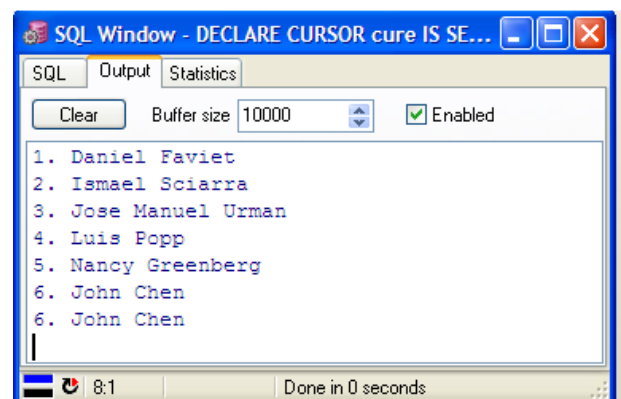 SQL Window - DECLARE CURSOR cure IS SE...
SQL Output Statistics
Clear Buffer size 10000 Enabled
1. Daniel Faviet
2. Ismael Sciarra
3. Jose Manuel Urman
4. Luis Popp
5. Nancy Greenberg
6. John Chen
6. John Chen
8:1 Done in 0 seconds